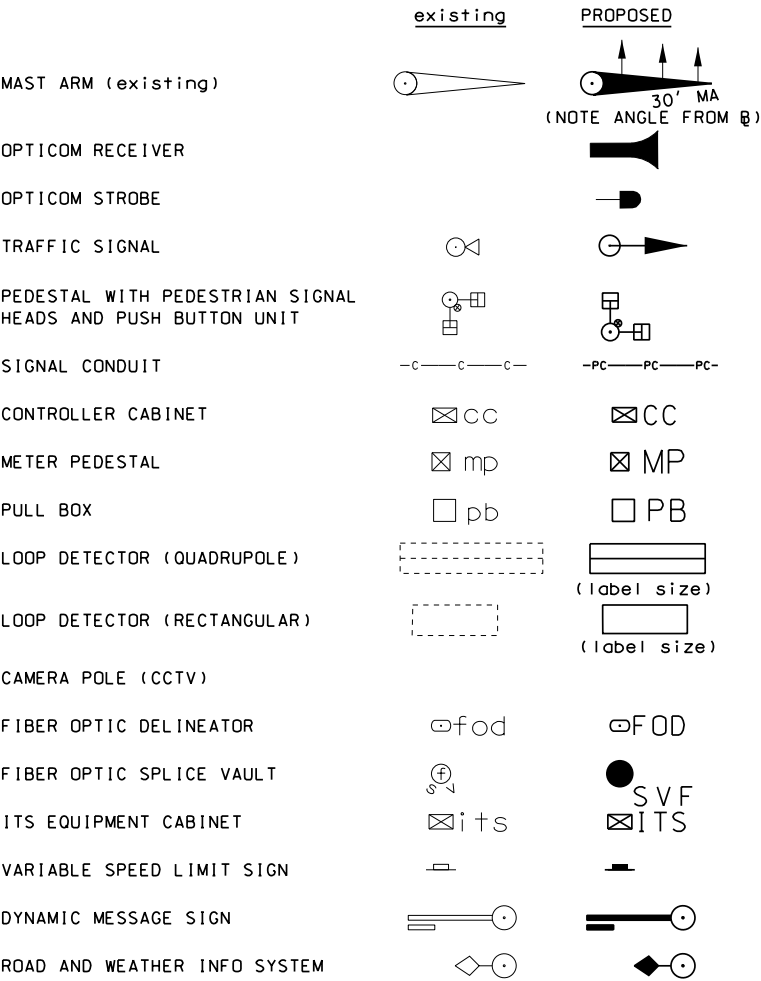 existing PROPOSED
MAST ARM (existing)
30' MA
(NOTE ANGLE FROM BL)
OPTICOM RECEIVER
OPTICOM STROBE
TRAFFIC SIGNAL
PEDESTAL WITH PEDESTRIAN SIGNAL
HEADS AND PUSH BUTTON UNIT
SIGNAL CONDUIT C C C PC PC PC
CONTROLLER CABINET cc CC
METER PEDESTAL mp MP
PULL BOX pb PB
LOOP DETECTOR (QUADRUPOLE)
(label size)
LOOP DETECTOR (RECTANGULAR)
(label size)
CAMERA POLE (CCTV)
FIBER OPTIC DELINEATOR fod FOD
FIBER OPTIC SPLICE VAULT f
S V SVF
ITS EQUIPMENT CABINET its ITS
VARIABLE SPEED LIMIT SIGN
DYNAMIC MESSAGE SIGN
ROAD AND WEATHER INFO SYSTEM